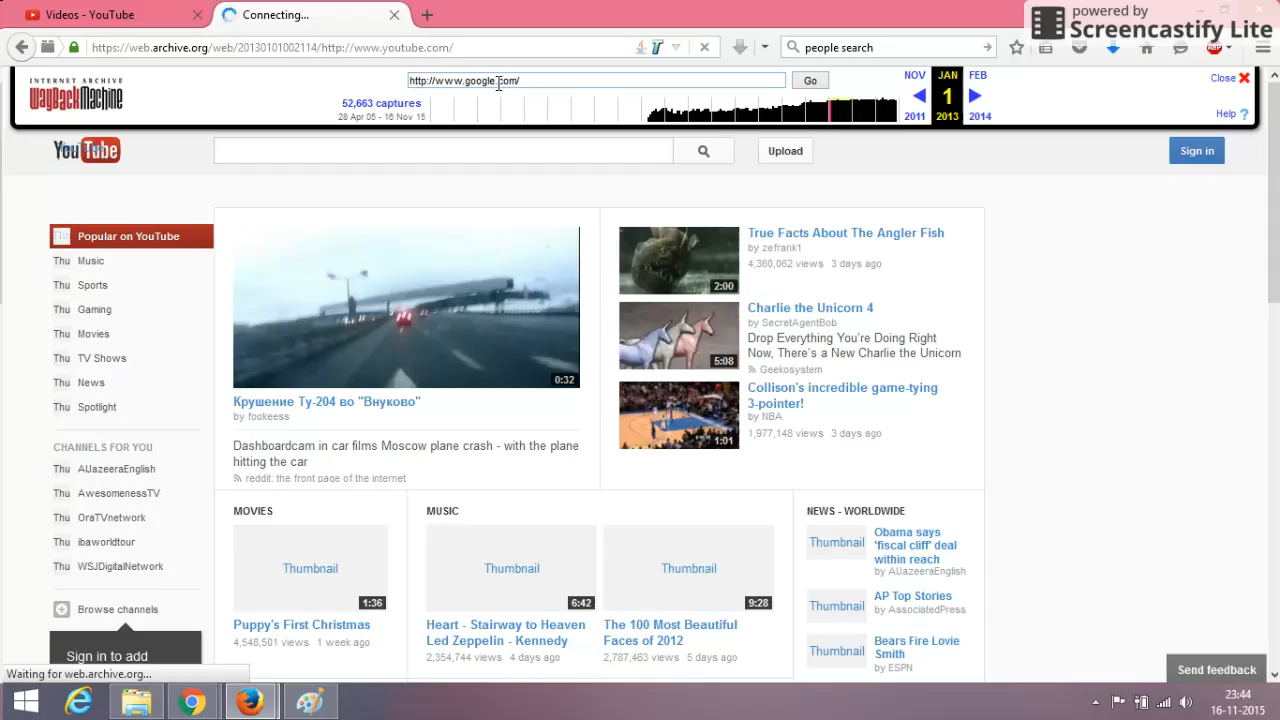 Videos - YouTube
Connecting...
powered by
Screencastify Lite
https://web.archive.org/web/20130101002114/http://www.youtube.com/
people search
INTERNET ARCHIVE
WayBackMachine
http://www.google.com/
Go
52,663 captures
28 Apr 05 - 16 Nov 15
NOV JAN FEB
1
2011 2013 2014
Close
Help ?
YouTube
Upload
Sign in
Popular on YouTube
Thu Music
Thu Sports
Thu Gaming
Thu Movies
Thu TV Shows
Thu News
Thu Spotlight
CHANNELS FOR YOU
Thu AlJazeeraEnglish
Thu AwesomenessTV
Thu OraTVnetwork
Thu ibaworldtour
Thu WSJDigitalNetwork
Browse channels
Sign in to add
0:32
Крушение Ту-204 во "Внуково"
by fookeess
Dashboardcam in car films Moscow plane crash - with the plane
hitting the car
reddit: the front page of the internet
2:00
True Facts About The Angler Fish
by zefrank1
4,360,062 views 3 days ago
5:08
Charlie the Unicorn 4
by SecretAgentBob
Drop Everything You're Doing Right
Now, There's a New Charlie the Unicorn
Geekosystem
1:01
Collison's incredible game-tying
3-pointer!
by NBA
1,977,148 views 3 days ago
MOVIES
Thumbnail
1:36
Puppy's First Christmas
4,548,501 views 1 week ago
MUSIC
Thumbnail
6:42
Heart - Stairway to Heaven
Led Zeppelin - Kennedy
2,354,744 views 4 days ago
Thumbnail
9:28
The 100 Most Beautiful
Faces of 2012
2,787,463 views 5 days ago
NEWS - WORLDWIDE
Thumbnail
Obama says
'fiscal cliff' deal
within reach
by AlJazeeraEnglish
Thumbnail
AP Top Stories
by AssociatedPress
Thumbnail
Bears Fire Lovie
Smith
by ESPN
Send feedback
Waiting for web.archive.org...
23:44
16-11-2015